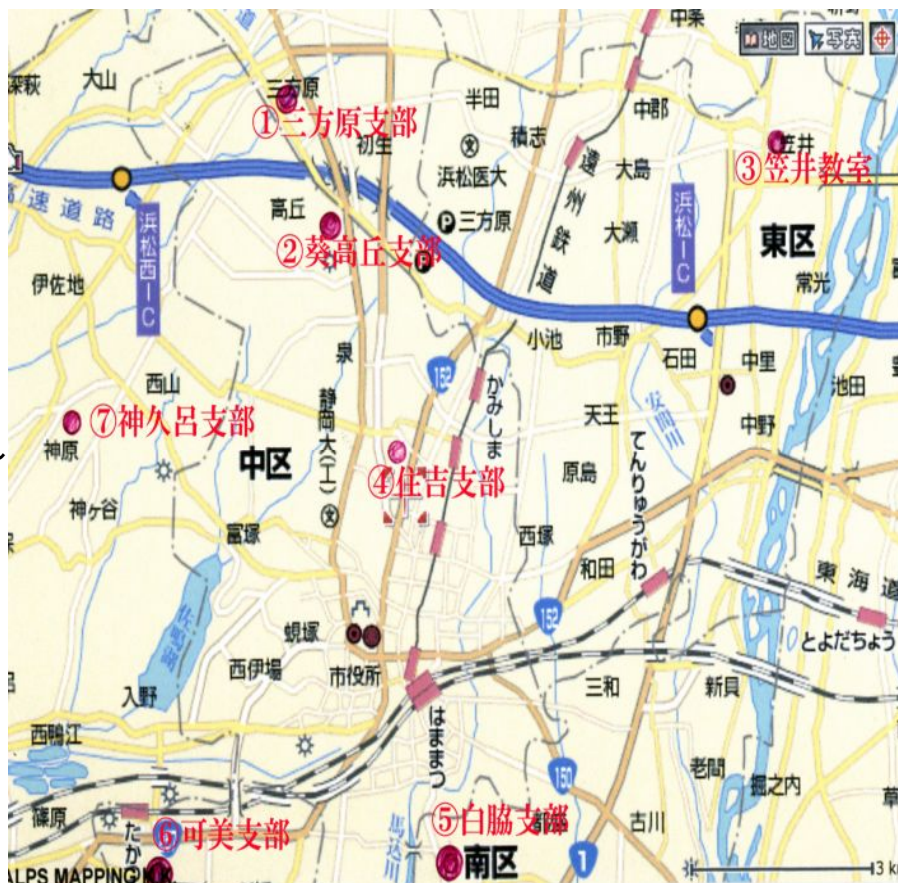 中条
地図
写真
深萩
大山
三方原
①三方原支部
半田
中郡
初生
積志
浜松医大
遠州鉄道
大島
笠井
③笠井教室
高速道路
浜松西IC
高丘
②葵高丘支部
P
三方原
P
大瀬
浜松IC
東区
常光
伊佐地
小池
市野
石田
中里
泉
152
かみしま
池田
西山
静岡大(工)
天王
安間川
中野
⑦神久呂支部
神原
中区
④住吉支部
原島
てんりゅうがわ
神ヶ谷
富塚
西塚
和田
東海道
佐鳴湖
152
蜆塚
市役所
とよだちょう
西伊場
入野
三和
新貝
はままつ
西鴨江
150
老間
掘之内
篠原
たかつ
⑥可美支部
⑤白脇支部
古川
馬込川
南区
1
3 km
ALPS MAPPING K.K.